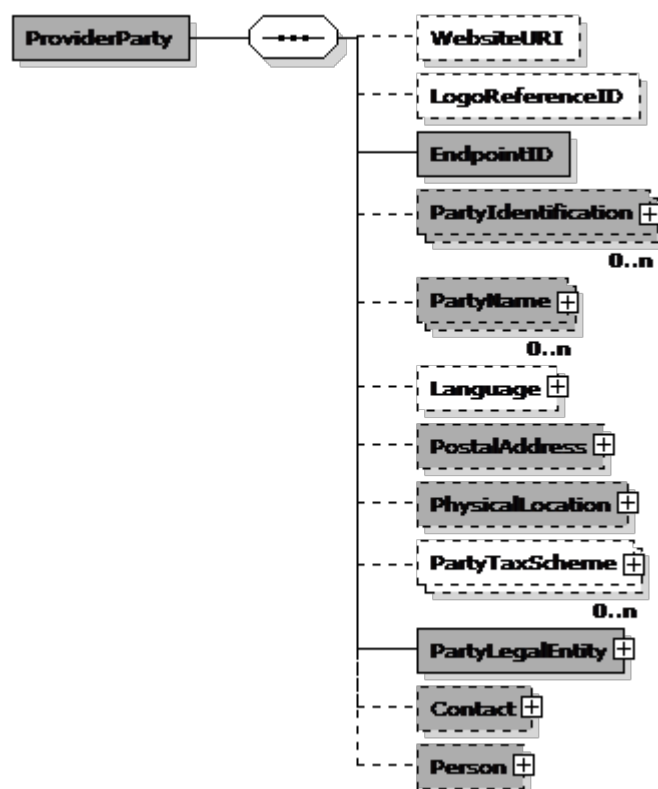 ProviderParty
WebsiteURI
LogoReferenceID
EndpointID
PartyIdentification
0..n
PartyName
0..n
Language
PostalAddress
PhysicalLocation
PartyTaxScheme
0..n
PartyLegalEntity
Contact
Person